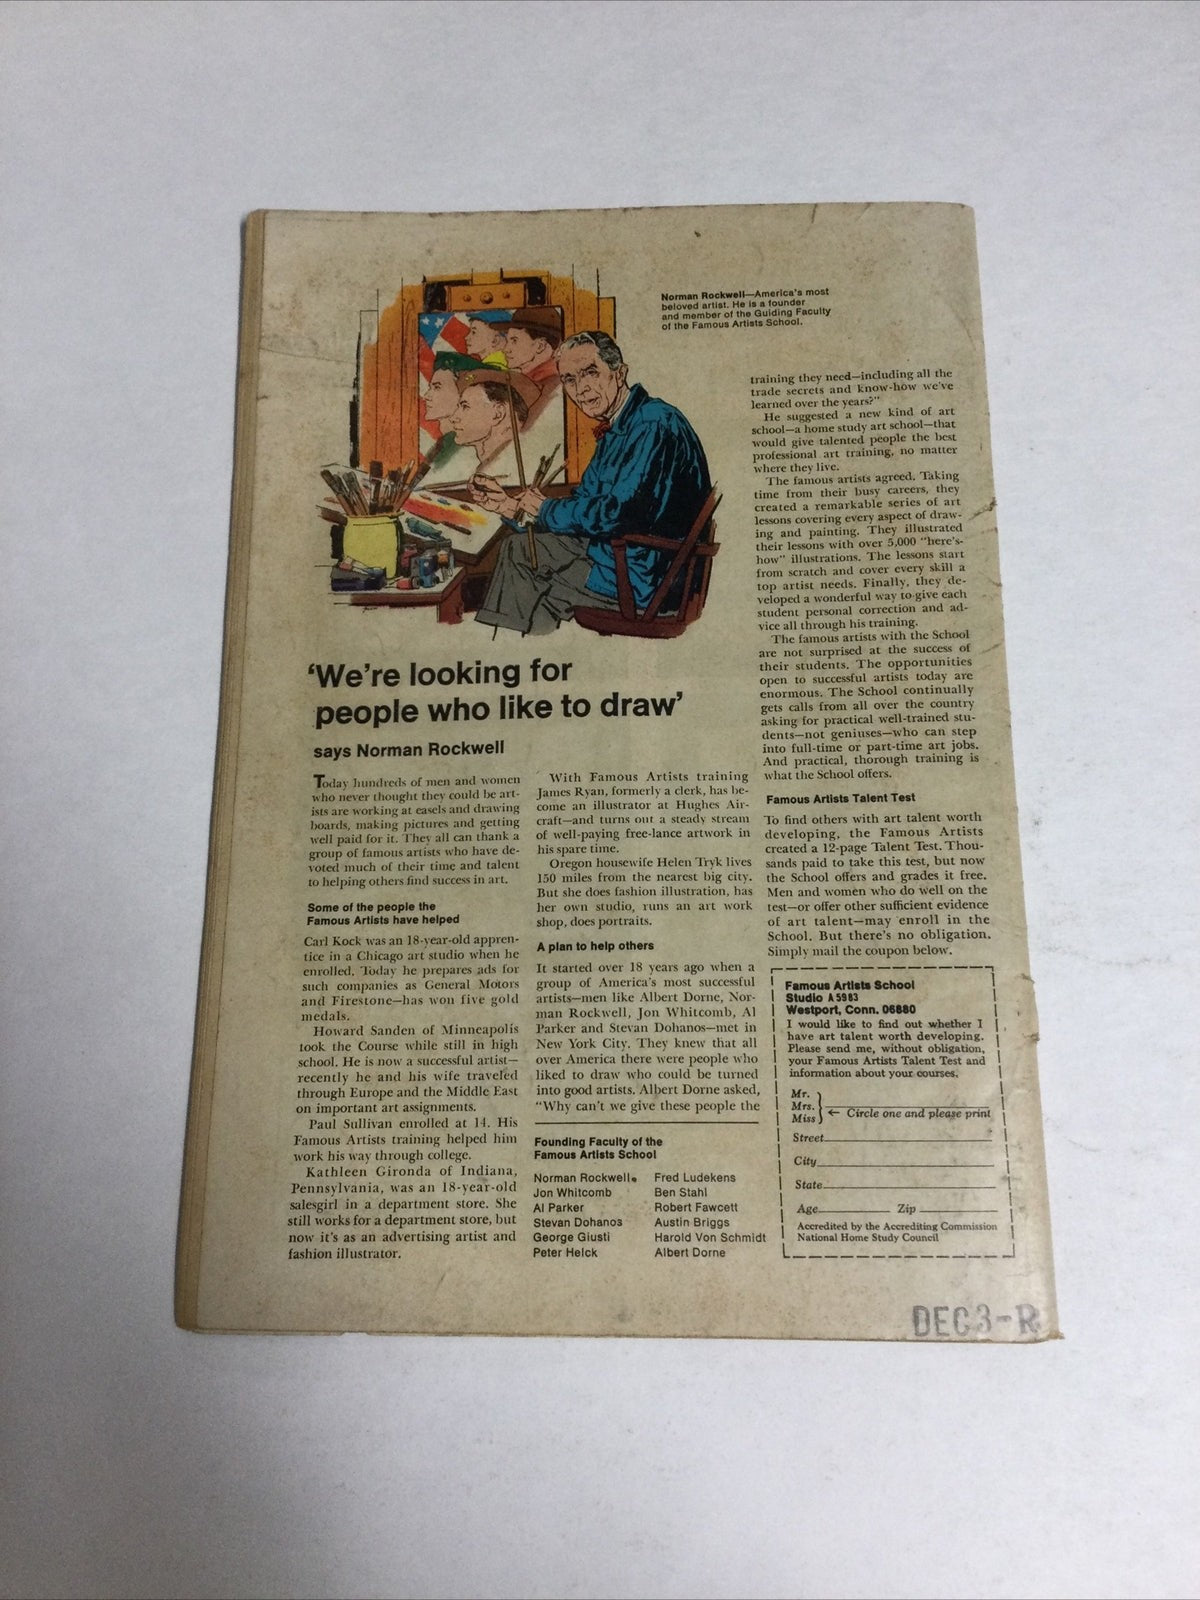 Norman Rockwell—America's most
beloved artist. He is a founder
and member of the Guiding Faculty
of the Famous Artists School.
'We're looking for
people who like to draw'
says Norman Rockwell
Today hundreds of men and women
who never thought they could be art-
ists are working at easels and drawing
boards, making pictures and getting
well paid for it. They all can thank a
group of famous artists who have de-
voted much of their time and talent
to helping others find success in art.
Some of the people the
Famous Artists have helped
Carl Kock was an 18-year-old appren-
tice in a Chicago art studio when he
enrolled. Today he prepares ads for
such companies as General Motors
and Firestone—has won five gold
medals.
Howard Sanden of Minneapolis
took the Course while still in high
school. He is now a successful artist—
recently he and his wife traveled
through Europe and the Middle East
on important art assignments.
Paul Sullivan enrolled at 14. His
Famous Artists training helped him
work his way through college.
Kathleen Gironda of Indiana,
Pennsylvania, was an 18-year-old
salesgirl in a department store. She
still works for a department store, but
now it's as an advertising artist and
fashion illustrator.
With Famous Artists training
James Ryan, formerly a clerk, has be-
come an illustrator at Hughes Air-
craft—and turns out a steady stream
of well-paying free-lance artwork in
his spare time.
Oregon housewife Helen Tryk lives
150 miles from the nearest big city.
But she does fashion illustration, has
her own studio, runs an art work
shop, does portraits.
A plan to help others
It started over 18 years ago when a
group of America's most successful
artists—men like Albert Dorne, Nor-
man Rockwell, Jon Whitcomb, Al
Parker and Stevan Dohanos—met in
New York City. They knew that all
over America there were people who
liked to draw who could be turned
into good artists. Albert Dorne asked,
"Why can't we give these people the
training they need—including all the
trade secrets and know-how we've
learned over the years?"
He suggested a new kind of art
school—a home study art school—that
would give talented people the best
professional art training, no matter
where they live.
The famous artists agreed. Taking
time from their busy careers, they
created a remarkable series of art
lessons covering every aspect of draw-
ing and painting. They illustrated
their lessons with over 5,000 "here's-
how" illustrations. The lessons start
from scratch and cover every skill a
top artist needs. Finally, they de-
veloped a wonderful way to give each
student personal correction and ad-
vice all through his training.
The famous artists with the School
are not surprised at the success of
their students. The opportunities
open to successful artists today are
enormous. The School continually
gets calls from all over the country
asking for practical well-trained stu-
dents—not geniuses—who can step
into full-time or part-time art jobs.
And practical, thorough training is
what the School offers.
Famous Artists Talent Test
To find others with art talent worth
developing, the Famous Artists
created a 12-page Talent Test. Thou-
sands paid to take this test, but now
the School offers and grades it free.
Men and women who do well on the
test—or offer other sufficient evidence
of art talent—may enroll in the
School. But there's no obligation.
Simply mail the coupon below.
Founding Faculty of the
Famous Artists School
Norman Rockwell
Jon Whitcomb
Al Parker
Stevan Dohanos
George Giusti
Peter Helck
Fred Ludekens
Ben Stahl
Robert Fawcett
Austin Briggs
Harold Von Schmidt
Albert Dorne
Famous Artists School
Studio A5983
Westport, Conn. 06880
I would like to find out whether I
have art talent worth developing.
Please send me, without obligation,
your Famous Artists Talent Test and
information about your courses.
Mr.
Mrs.
Miss ← Circle one and please print
Street
City
State
Age Zip
Accredited by the Accrediting Commission
National Home Study Council
DEC 3-R